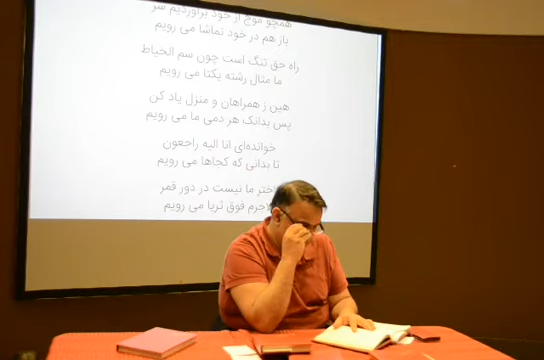 همچو موج از خود برآوردیم سر
باز هم در خود تماشا می رویم
راه حق تنگ است چون سم الخیاط
ما مثال رشته یکتا می رویم
هین ز همراهان و منزل یاد کن
پس بدانک هر دمی ما می رویم
خوانده‌ای انا الیه راجعون
تا بدانی که کجاها می رویم
اختر ما نیست در دور قمر
لاجرم فوق ثریا می رویم